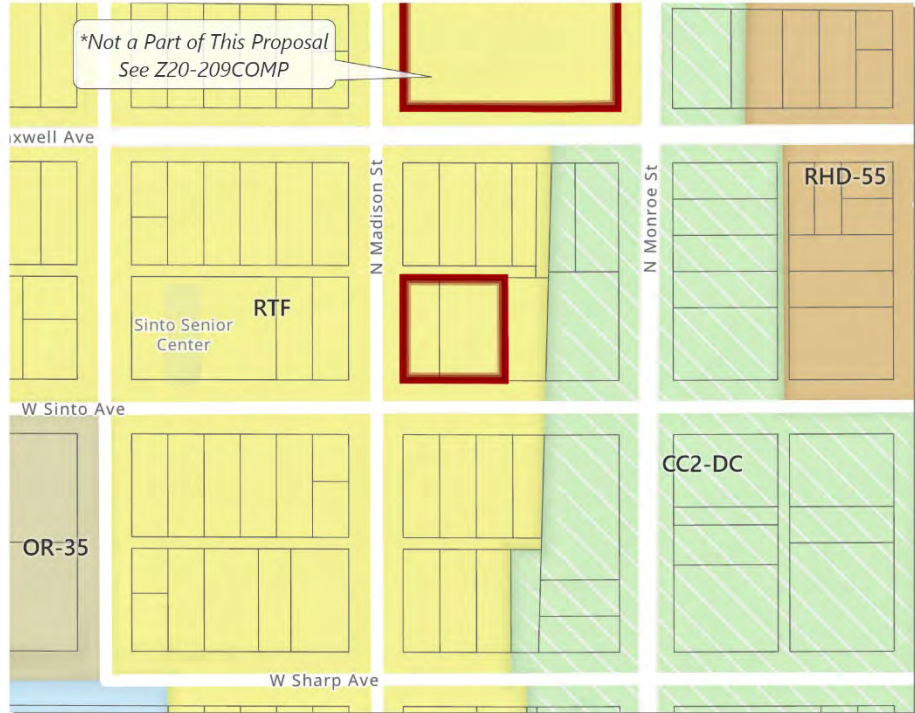 *Not a Part of This Proposal
See Z20-209COMP
axwell Ave
N Madison St
N Monroe St
RHD-55
RTF
Sinto Senior
Center
W Sinto Ave
CC2-DC
OR-35
W Sharp Ave